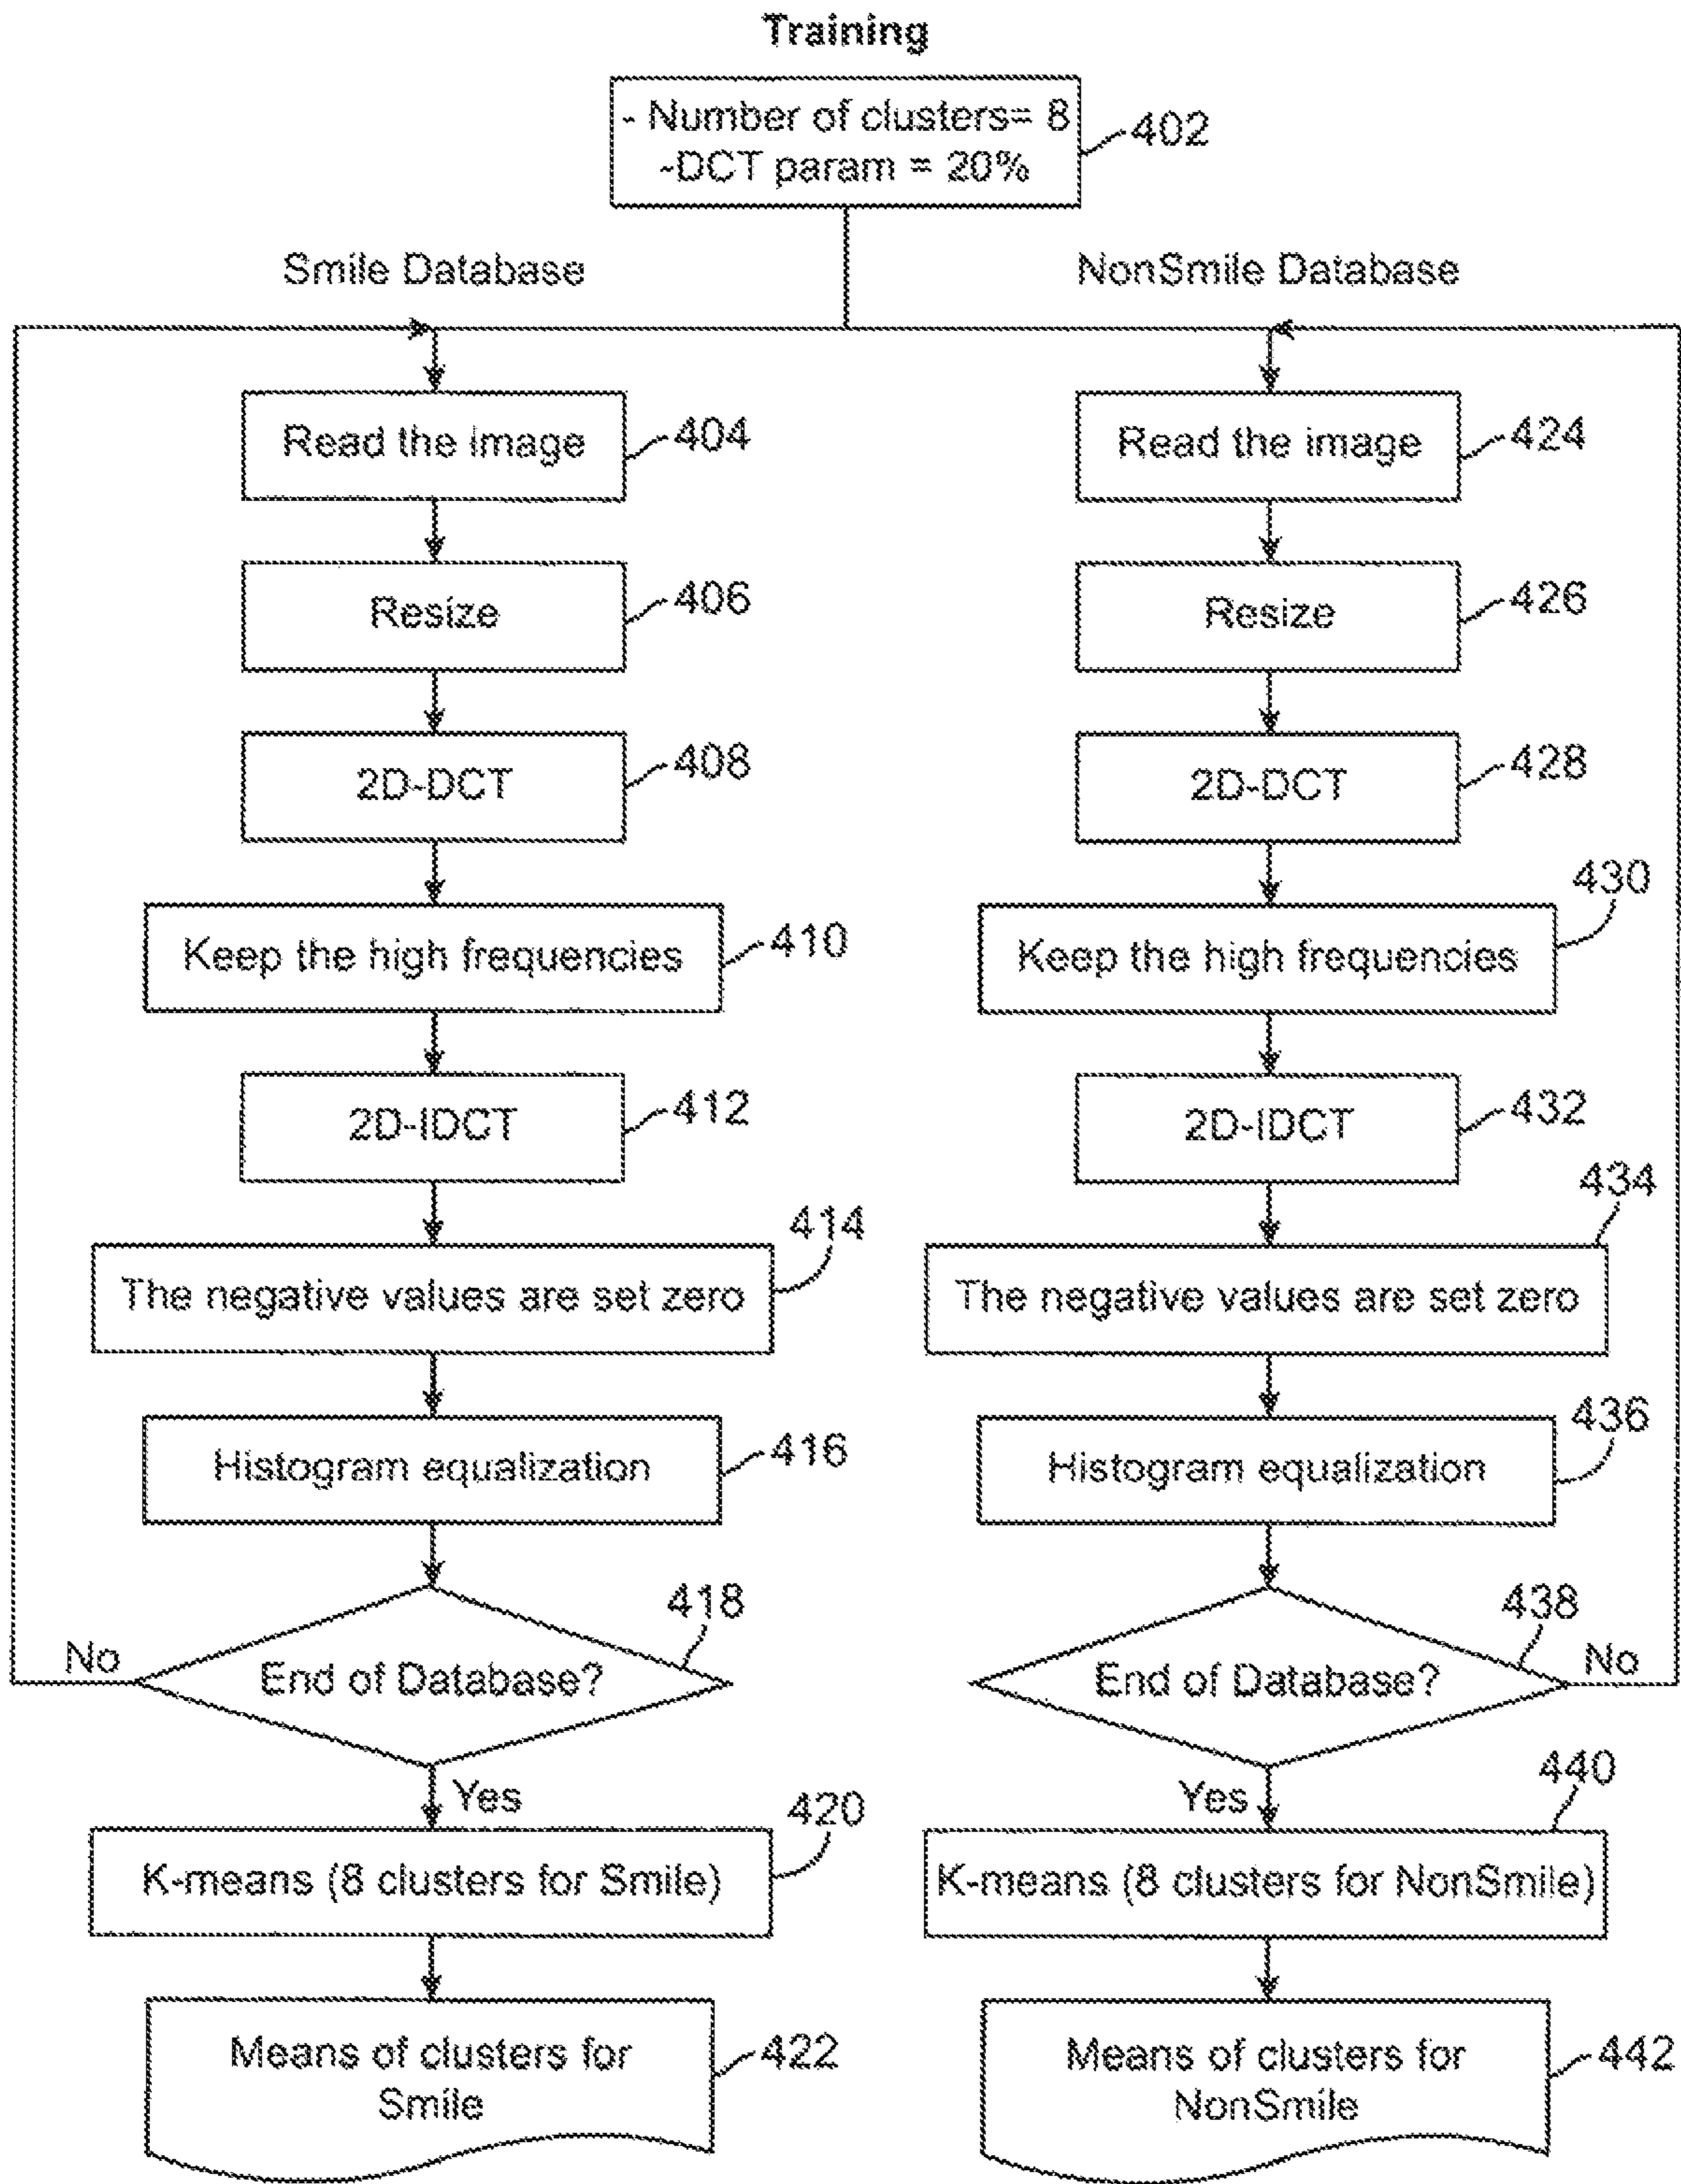 Training
- Number of clusters= 8
-DCT param = 20%
402
Smile Database
NonSmile Database
Read the image
404
Read the image
424
Resize
406
Resize
426
2D-DCT
408
2D-DCT
428
Keep the high frequencies
410
Keep the high frequencies
430
2D-IDCT
412
2D-IDCT
432
The negative values are set zero
414
The negative values are set zero
434
Histogram equalization
416
Histogram equalization
436
End of Database?
418
No
Yes
End of Database?
438
No
Yes
K-means (8 clusters for Smile)
420
K-means (8 clusters for NonSmile)
440
Means of clusters for
Smile
422
Means of clusters for
NonSmile
442